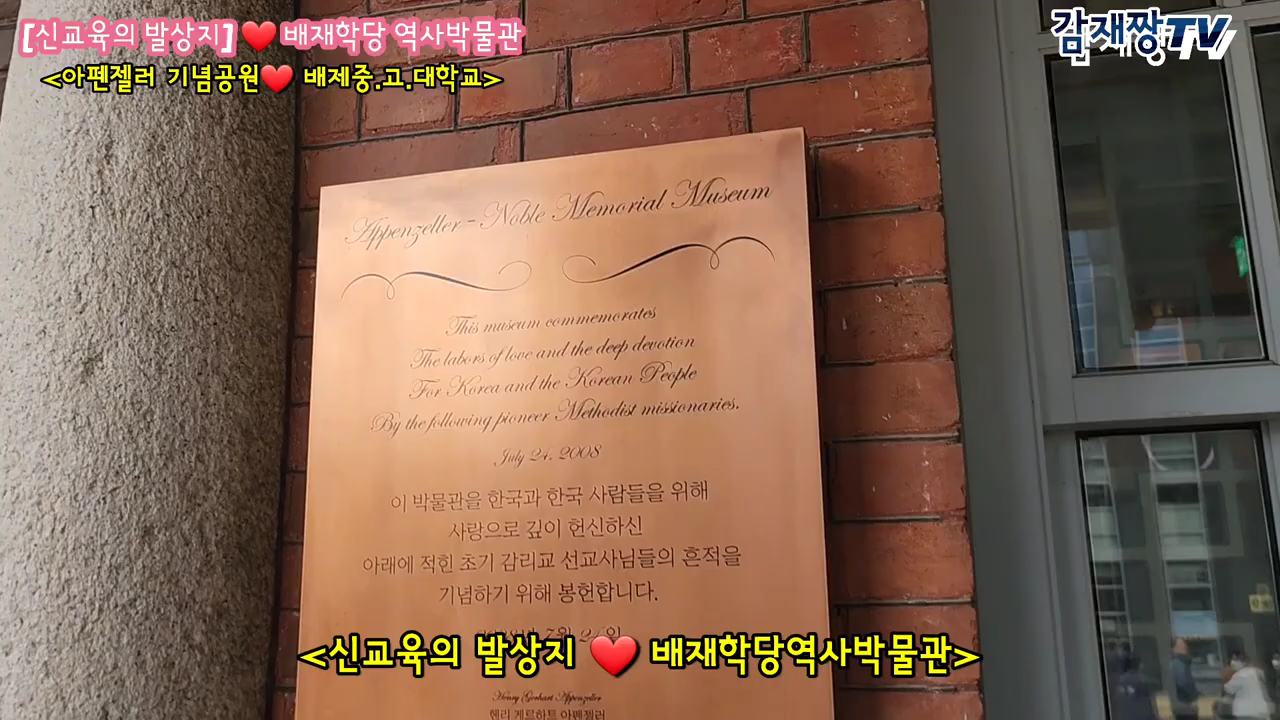 [신교육의 발상지]❤️배재학당 역사박물관
<아펜젤러 기념공원❤️ 배제중.고.대학교>
감재짱TV
Appenzeller - Noble Memorial Museum
This museum commemorates
The labors of love and the deep devotion
For Korea and the Korean People
By the following pioneer Methodist missionaries.
July 24, 2008
이 박물관을 한국과 한국 사람들을 위해
사랑으로 깊이 헌신하신
아래에 적힌 초기 감리교 선교사님들의 흔적을
기념하기 위해 봉헌합니다.
<신교육의 발상지 ❤️ 배재학당역사박물관>
Henry Gerhart Appenzeller
헨리 게르하트 아펜젤러